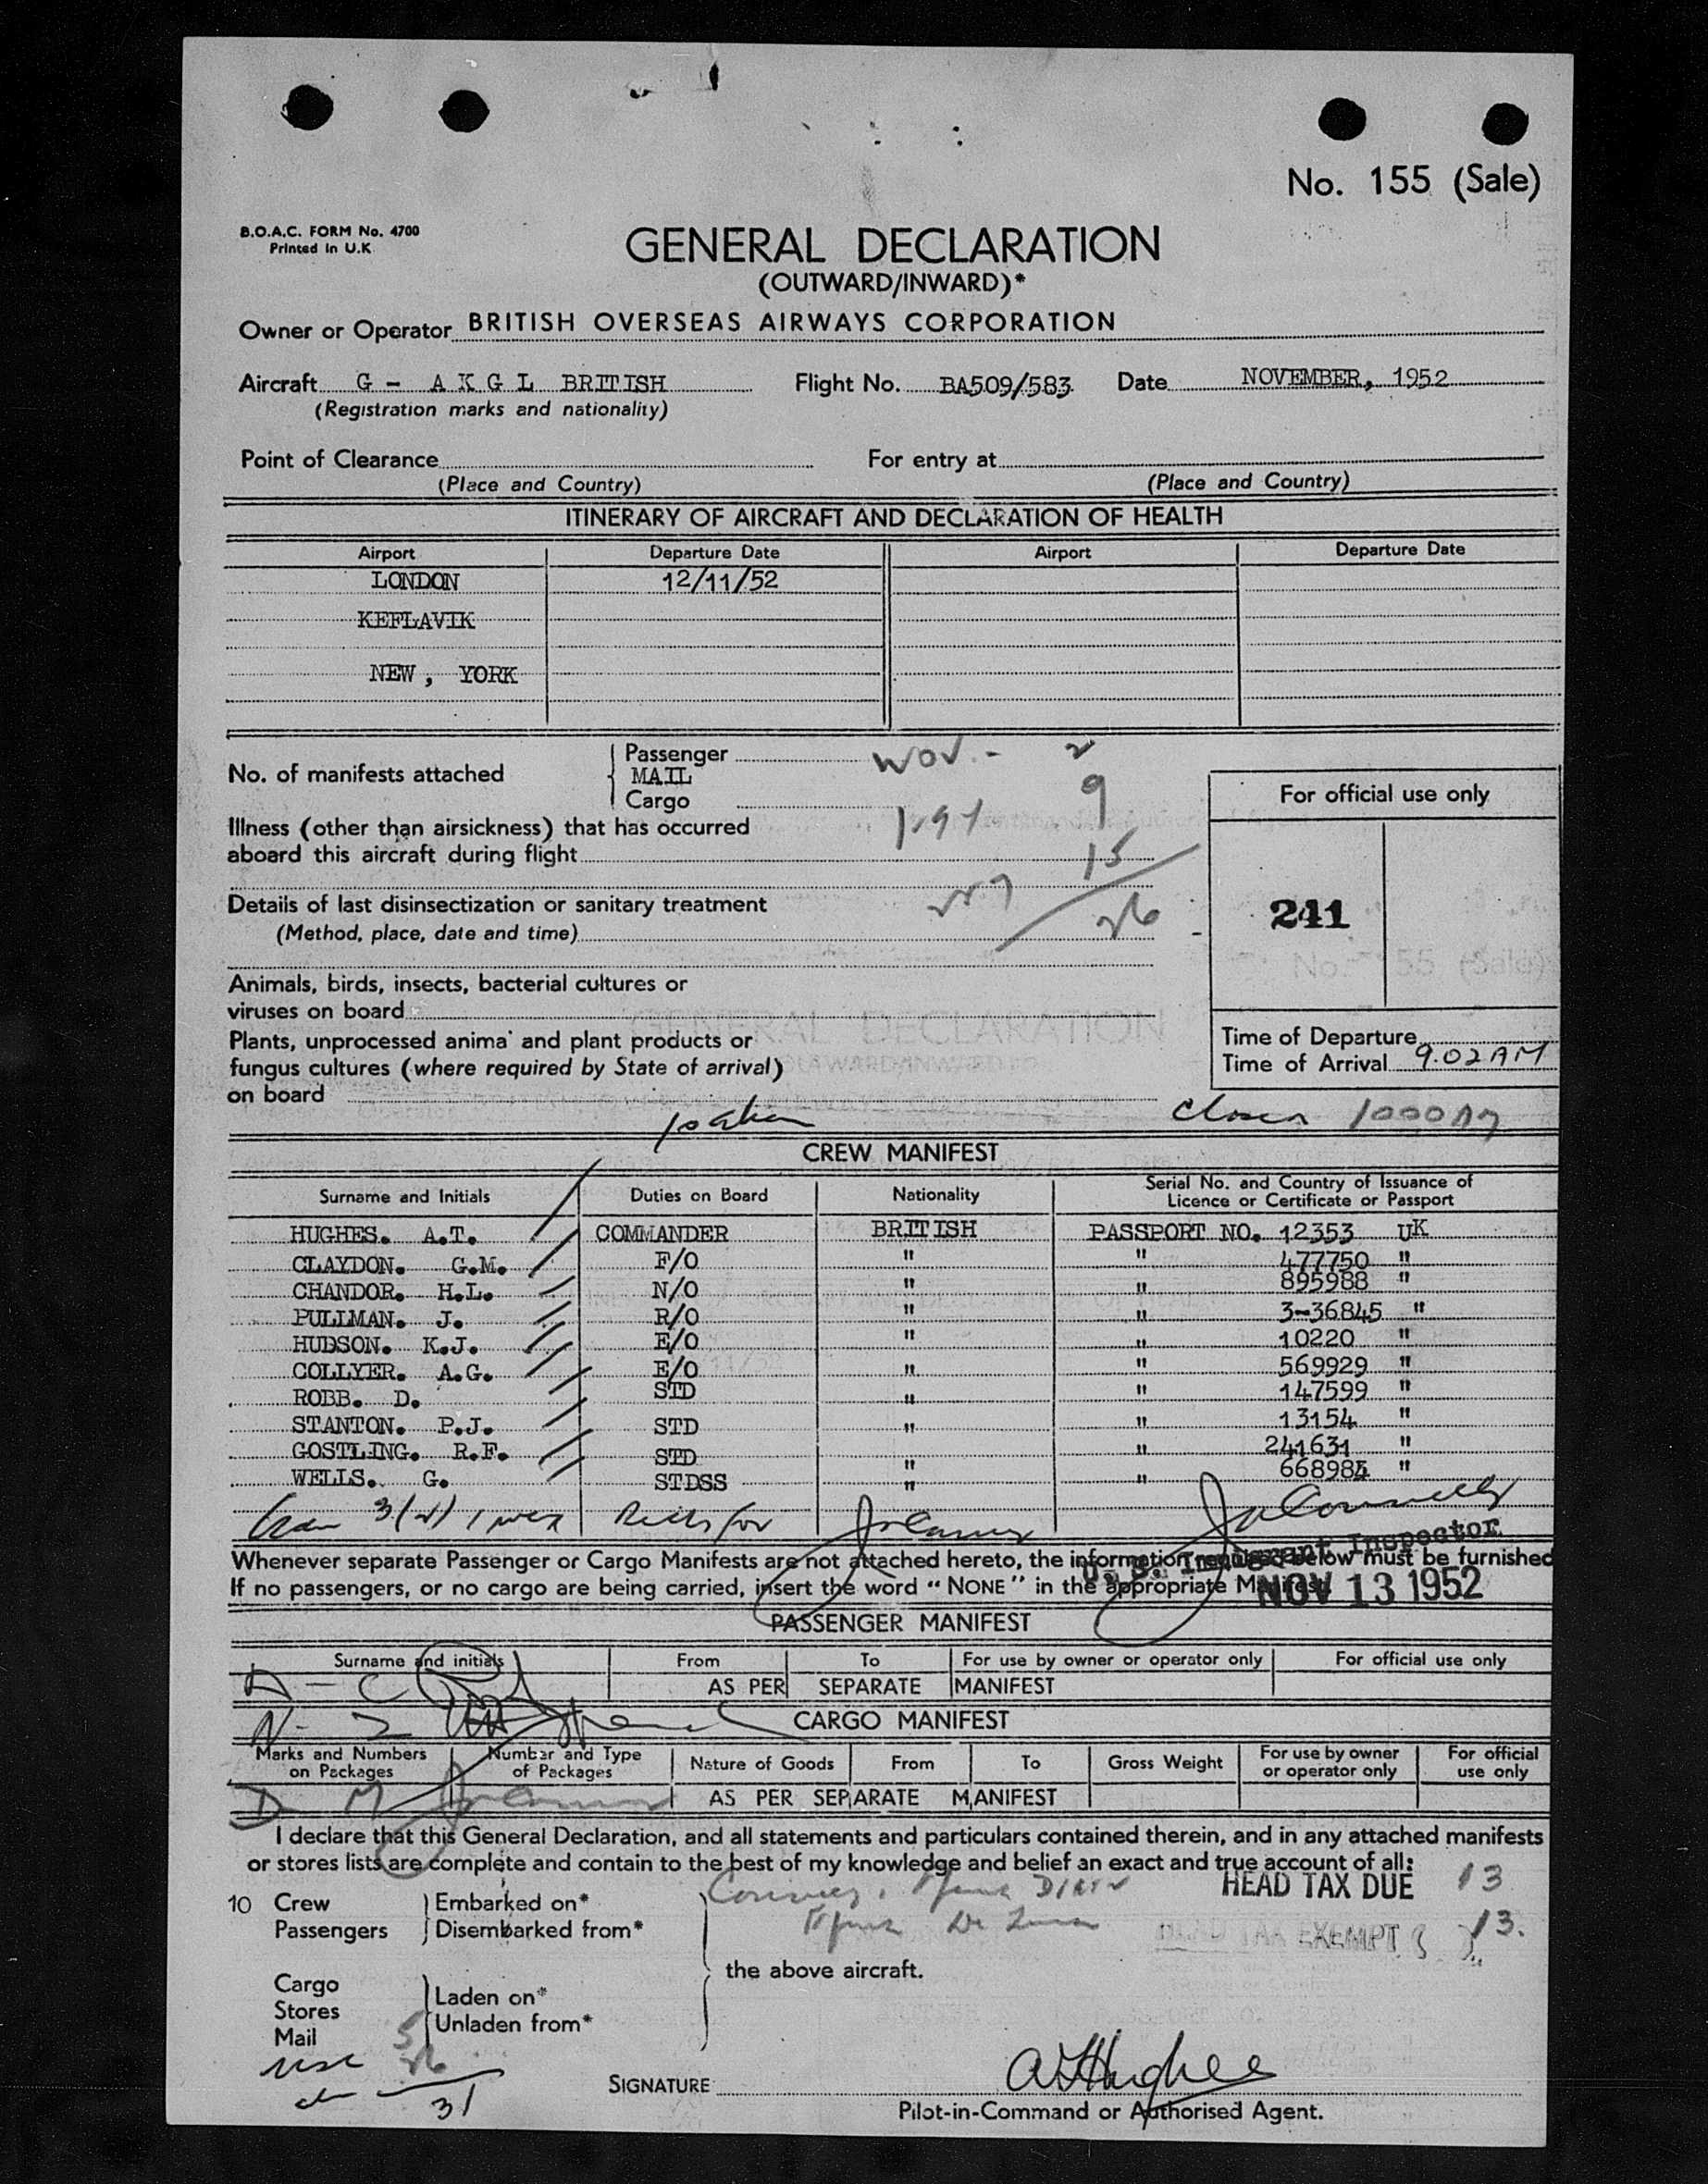 No. 155 (Sale)
B.O.A.C. FORM No. 4700
Printed in U.K
GENERAL DECLARATION
(OUTWARD/INWARD)*
Owner or Operator BRITISH OVERSEAS AIRWAYS CORPORATION
Aircraft G - A K G L BRITISH Flight No. BA509/583 Date NOVEMBER, 1952
(Registration marks and nationality)
Point of Clearance For entry at
(Place and Country) (Place and Country)
ITINERARY OF AIRCRAFT AND DECLARATION OF HEALTH
Airport Departure Date Airport Departure Date
LONDON 12/11/52
KEFLAVIK
NEW, YORK
No. of manifests attached
Passenger 2
MAIL
Cargo 9
For official use only
Illness (other than airsickness) that has occurred
aboard this aircraft during flight 15
Details of last disinsectization or sanitary treatment
(Method, place, date and time) 26
241
Animals, birds, insects, bacterial cultures or
viruses on board
Plants, unprocessed anima' and plant products or
fungus cultures (where required by State of arrival)
on board
Time of Departure
Time of Arrival 9.02 AM
CREW MANIFEST
Surname and Initials Duties on Board Nationality Serial No. and Country of Issuance of
Licence or Certificate or Passport
HUGHES. A.T. COMMANDER BRITISH PASSPORT NO. 12353 UK
CLAYDON. G.M. F/O " " 477750 "
CHANDOR. H.L. N/O " " 895988 "
PULLMAN. J. R/O " " 3-36845 "
HUDSON. K.J. E/O " " 10220 "
COLLYER. A.G. E/O " " 569929 "
ROBB. D. STD " " 147599 "
STANTON. P.J. STD " " 13154 "
GOSTLING. R.F. STD " " 241631 "
WELLS. G. STDSS " " "
Whenever separate Passenger or Cargo Manifests are not attached hereto, the information required below must be furnished
U. S. Immigrant Inspector
If no passengers, or no cargo are being carried, insert the word "NONE" in the appropriate Manifest.
NOV 13 1952
PASSENGER MANIFEST
Surname and initials From To For use by owner or operator only For official use only
AS PER SEPARATE MANIFEST
CARGO MANIFEST
Marks and Numbers on Packages Number and Type of Packages Nature of Goods From To Gross Weight For use by owner or operator only For official use only
AS PER SEPARATE MANIFEST
I declare that this General Declaration, and all statements and particulars contained therein, and in any attached manifests
or stores lists are complete and contain to the best of my knowledge and belief an exact and true account of all:
HEAD TAX DUE 13
10 Crew Embarked on*
Passengers Disembarked from*
HEAD TAX EXEMPT 13.
the above aircraft.
Cargo
Stores
Mail
Laden on*
Unladen from*
5
26
31
SIGNATURE A T Hughes
Pilot-in-Command or Authorised Agent.